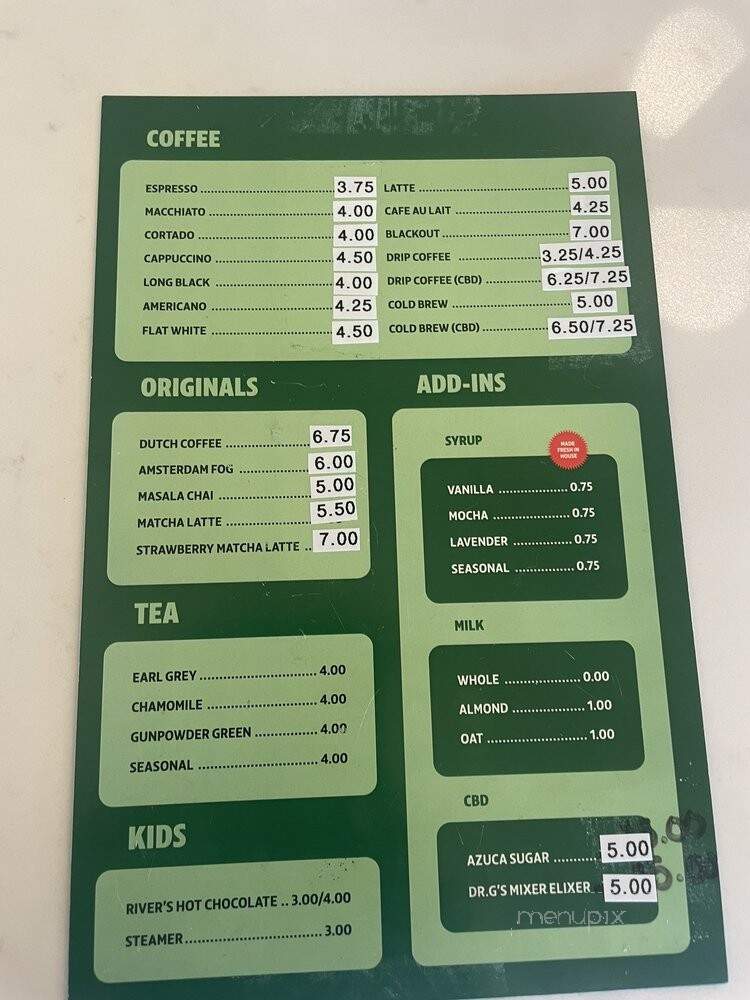 COFFEE
ESPRESSO 3.75
MACCHIATO 4.00
CORTADO 4.00
CAPPUCCINO 4.50
LONG BLACK 4.00
AMERICANO 4.25
FLAT WHITE 4.50
LATTE 5.00
CAFE AU LAIT 4.25
BLACKOUT 7.00
DRIP COFFEE 3.25/4.25
DRIP COFFEE (CBD) 6.25/7.25
COLD BREW 5.00
COLD BREW (CBD) 6.50/7.25
ORIGINALS
DUTCH COFFEE 6.75
AMSTERDAM FOG 6.00
MASALA CHAI 5.00
MATCHA LATTE 5.50
STRAWBERRY MATCHA LATTE 7.00
TEA
EARL GREY 4.00
CHAMOMILE 4.00
GUNPOWDER GREEN 4.00
SEASONAL 4.00
KIDS
RIVER'S HOT CHOCOLATE 3.00/4.00
STEAMER 3.00
ADD-INS
SYRUP
MADE
FRESH IN
HOUSE
VANILLA 0.75
MOCHA 0.75
LAVENDER 0.75
SEASONAL 0.75
MILK
WHOLE 0.00
ALMOND 1.00
OAT 1.00
CBD
AZUCA SUGAR 5.00
DR.G'S MIXER ELIXER 5.00
menupix